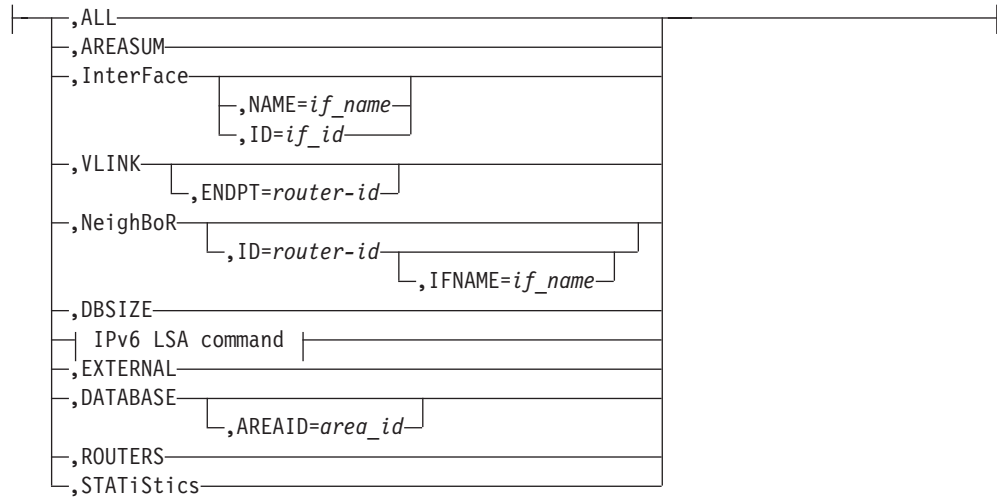 ,ALL
,AREASUM
,InterFace
,NAME=if_name
,ID=if_id
,VLINK
,ENDPT=router-id
,NeighBoR
,ID=router-id
,IFNAME=if_name
,DBSIZE
IPv6 LSA command
,EXTERNAL
,DATABASE
,AREAID=area_id
,ROUTERS
,STATiStics